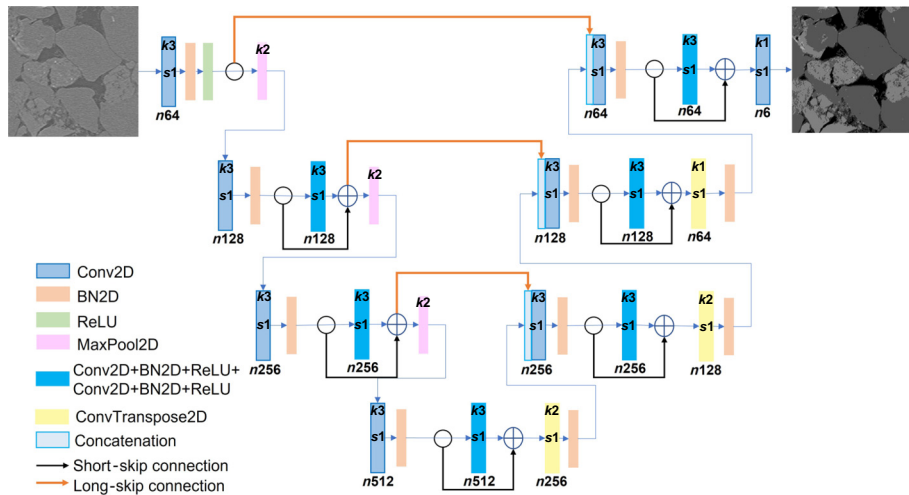 k3
s1
n64
k2
k3
s1
n64
k3
s1
n64
k1
s1
n6
k3
s1
n128
k3
s1
n128
k2
k3
s1
n128
k3
s1
n128
k1
s1
n64
k3
s1
n256
k3
s1
n256
k2
k3
s1
n256
k3
s1
n256
k2
s1
n128
k3
s1
n512
k3
s1
n512
k2
s1
n256
Conv2D
BN2D
ReLU
MaxPool2D
Conv2D+BN2D+ReLU+
Conv2D+BN2D+ReLU
ConvTranspose2D
Concatenation
Short-skip connection
Long-skip connection